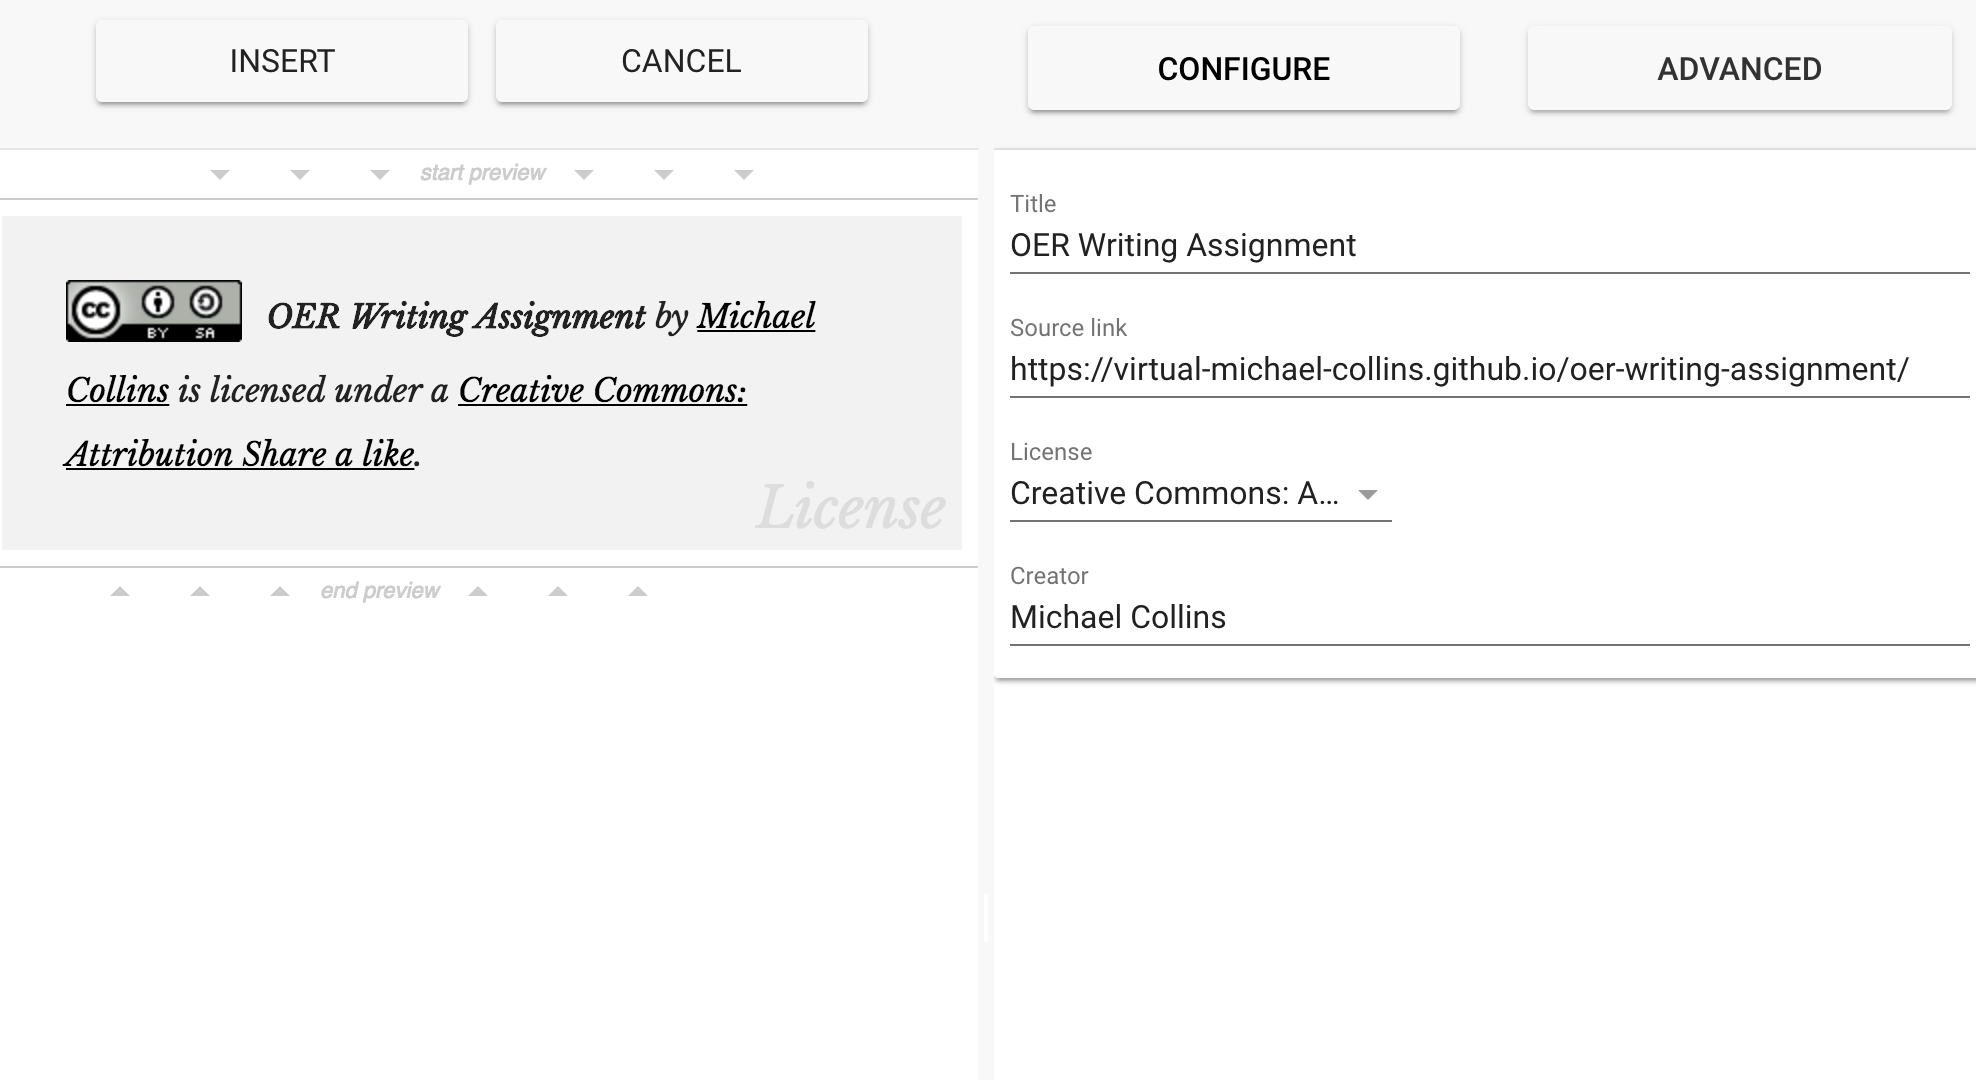 INSERT
CANCEL
CONFIGURE
ADVANCED
start preview
cc BY SA
OER Writing Assignment by Michael
Collins is licensed under a Creative Commons:
Attribution Share a like.
License
end preview
Title
OER Writing Assignment
Source link
https://virtual-michael-collins.github.io/oer-writing-assignment/
License
Creative Commons: A...
Creator
Michael Collins